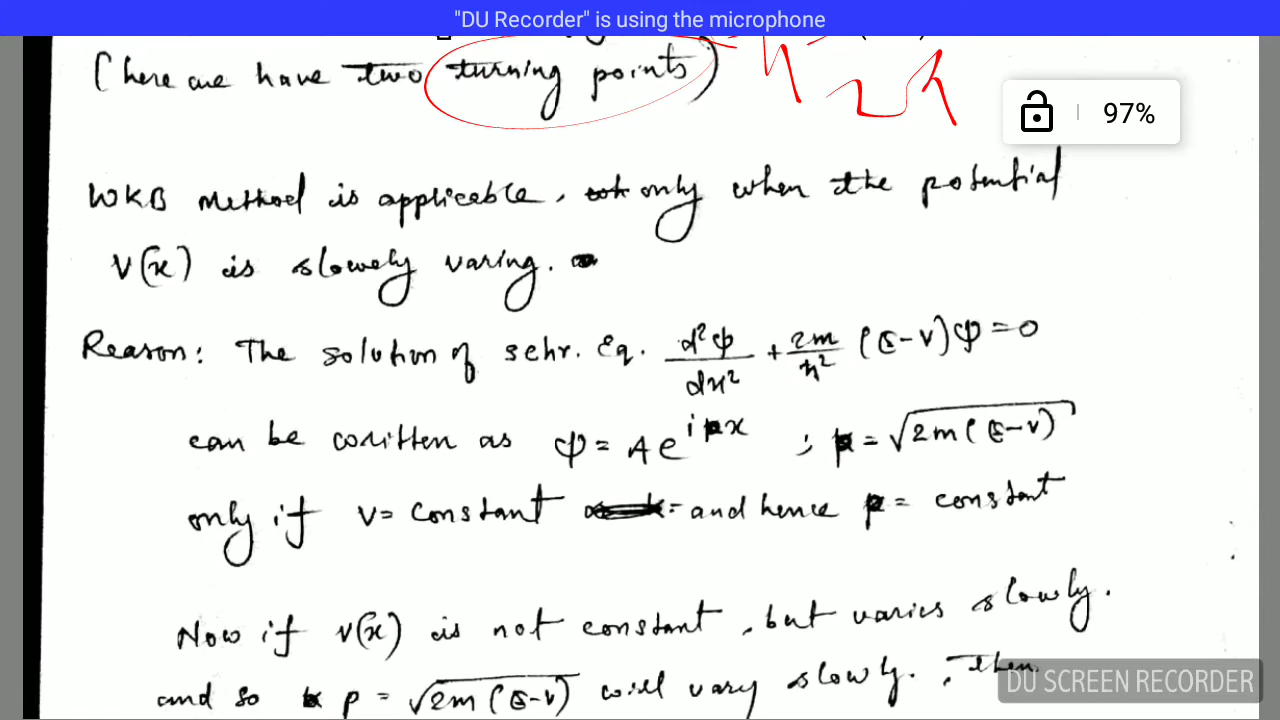 "DU Recorder" is using the microphone
(here we have two turning points)
97%
WKB Method is applicable, only when the potential
V(x) is slowely varing.
Reason: The solution of schr. Eq. d²φ/dx² + 2m/ħ² (E-V)φ = 0
can be written as φ = A e^{ipx} ; p = √2m(E-V)
only if V = constant and hence p = constant
Now if V(x) is not constant, but varies slowly.
and so p = √2m(E-V) will vary slowly. , Then
DU SCREEN RECORDER